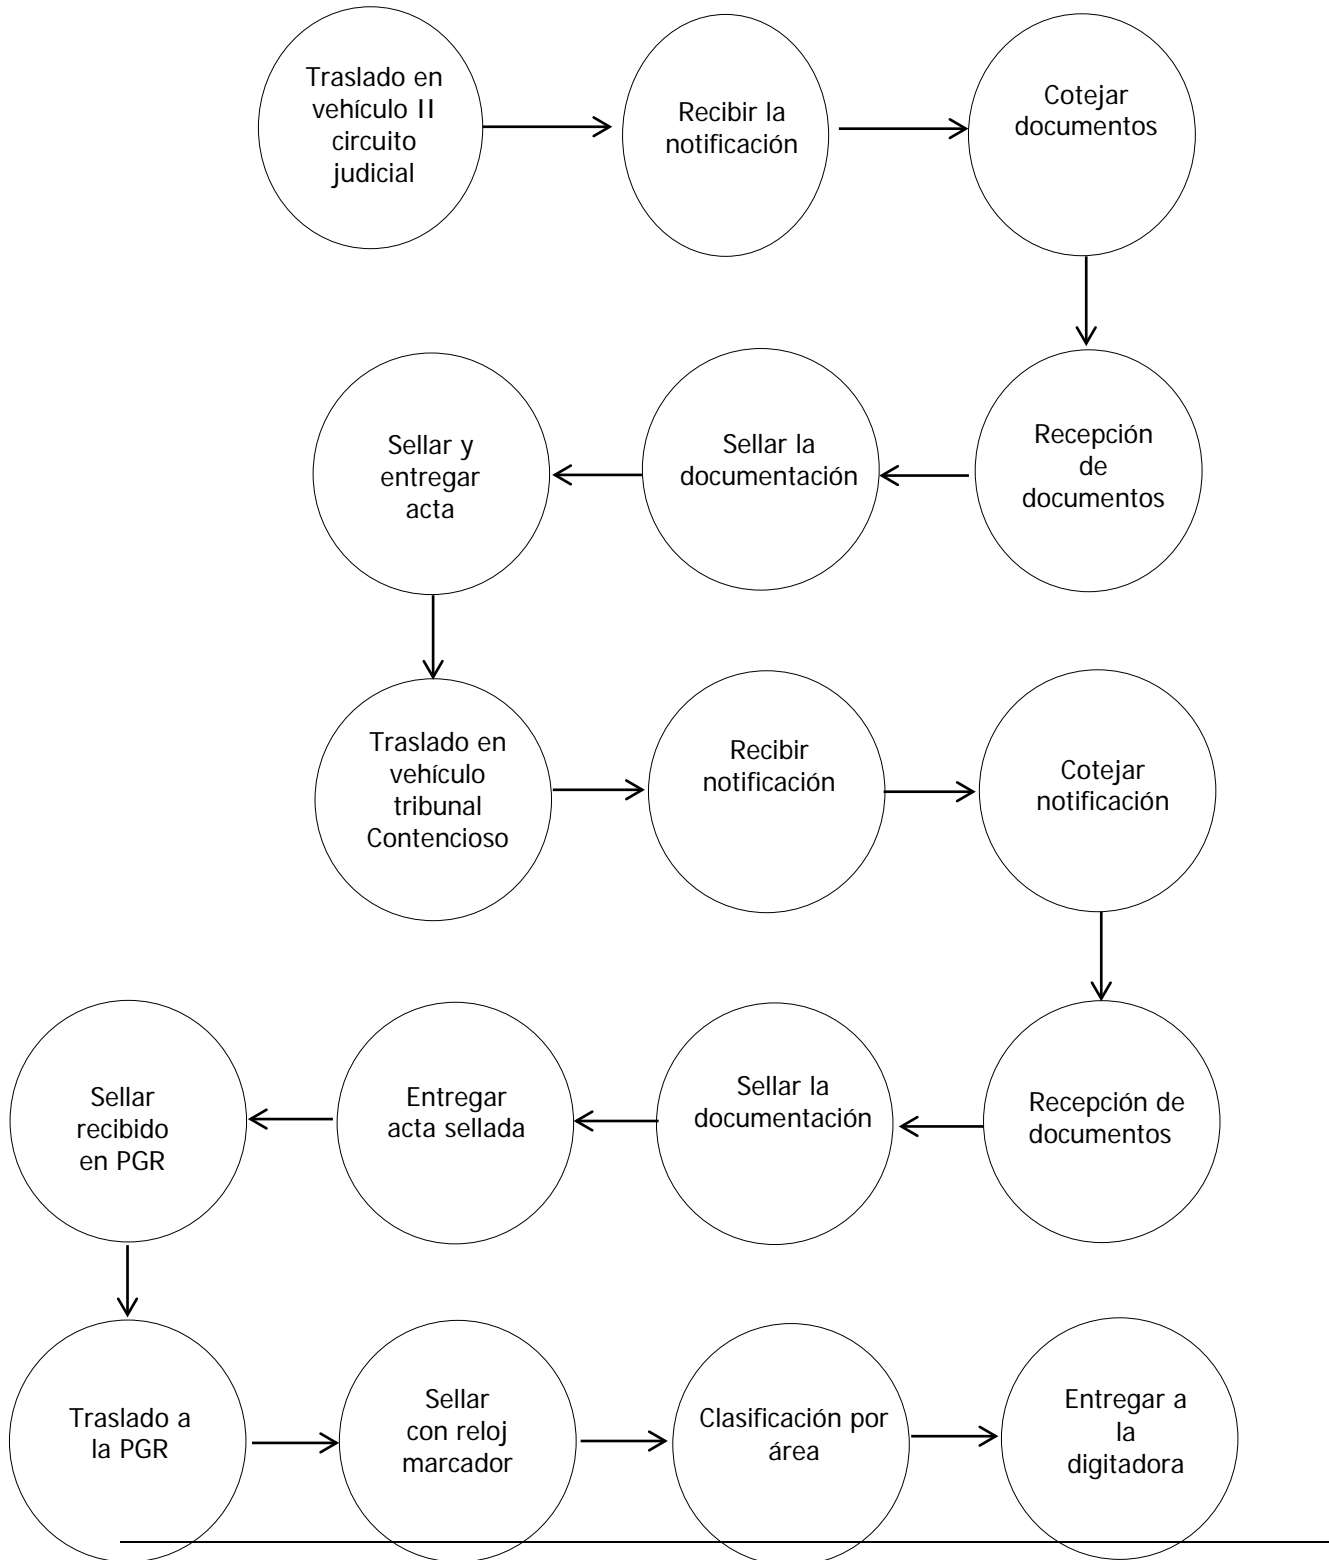 Traslado en
vehículo II
circuito
judicial
Recibir la
notificación
Cotejar
documentos
Recepción
de
documentos
Sellar la
documentación
Sellar y
entregar
acta
Traslado en
vehículo
tribunal
Contencioso
Recibir
notificación
Cotejar
notificación
Recepción de
documentos
Sellar la
documentación
Entregar
acta sellada
Sellar
recibido
en PGR
Traslado a
la PGR
Sellar
con reloj
marcador
Clasificación por
área
Entregar a
la
digitadora